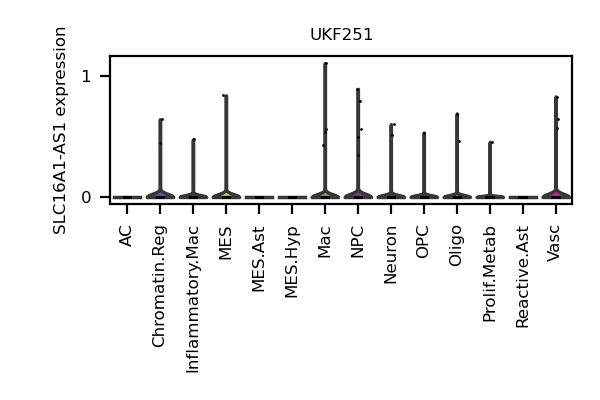 UKF251
SLC16A1-AS1 expression
1
0
AC
Chromatin.Reg
Inflammatory.Mac
MES
MES.Ast
MES.Hyp
Mac
NPC
Neuron
OPC
Oligo
Prolif.Metab
Reactive.Ast
Vasc